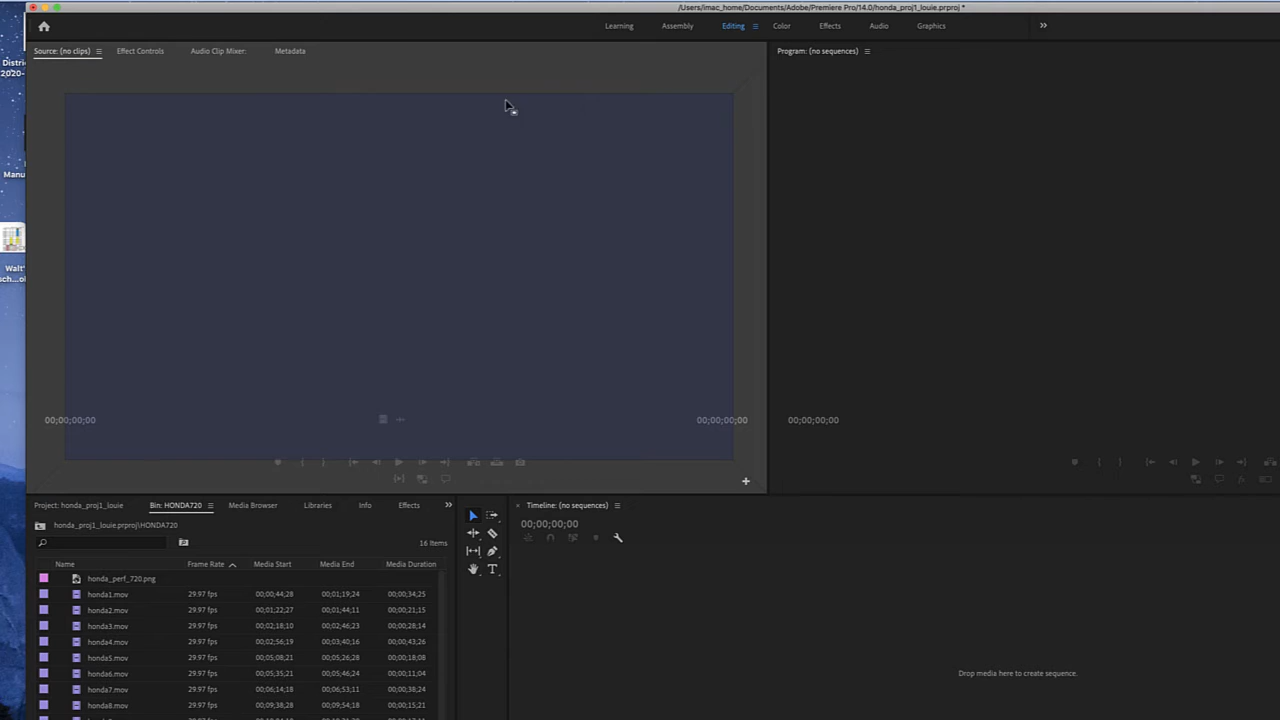 /Users/imac_home/Documents/Adobe/Premiere Pro/14.0/honda_proj1_louie.prproj *
Learning Assembly Editing Color Effects Audio Graphics
Source: (no clips) Effect Controls Audio Clip Mixer: Metadata
Program: (no sequences)
Distri
2020-
Manu
Walt'
sch...ol
00;00;00;00 00;00;00;00
00;00;00;00
Project: honda_proj1_louie Bin: HONDA720 Media Browser Libraries Info Effects
honda_proj1_louie.prproj\HONDA720
16 Items
Name Frame Rate Media Start Media End Media Duration
honda_perf_720.png
honda1.mov 29.97 fps 00;00;44;28 00;01;19;24 00;00;34;25
honda2.mov 29.97 fps 00;01;22;27 00;01;44;11 00;00;21;15
honda3.mov 29.97 fps 00;02;18;10 00;02;46;23 00;00;28;14
honda4.mov 29.97 fps 00;02;56;19 00;03;40;16 00;00;43;26
honda5.mov 29.97 fps 00;05;08;21 00;05;26;28 00;00;18;08
honda6.mov 29.97 fps 00;05;35;21 00;05;46;24 00;00;11;04
honda7.mov 29.97 fps 00;06;14;18 00;06;53;11 00;00;38;24
honda8.mov 29.97 fps 00;09;38;28 00;09;54;18 00;00;15;21
Timeline: (no sequences)
00;00;00;00
Drop media here to create sequence.